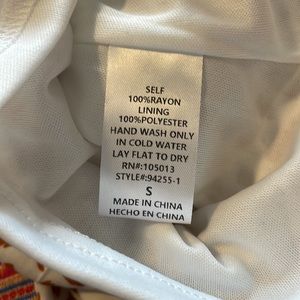 SELF
100%RAYON
LINING
100%POLYESTER
HAND WASH ONLY
IN COLD WATER
LAY FLAT TO DRY
RN#:105013
STYLE#:94255-1
S
MADE IN CHINA
HECHO EN CHINA